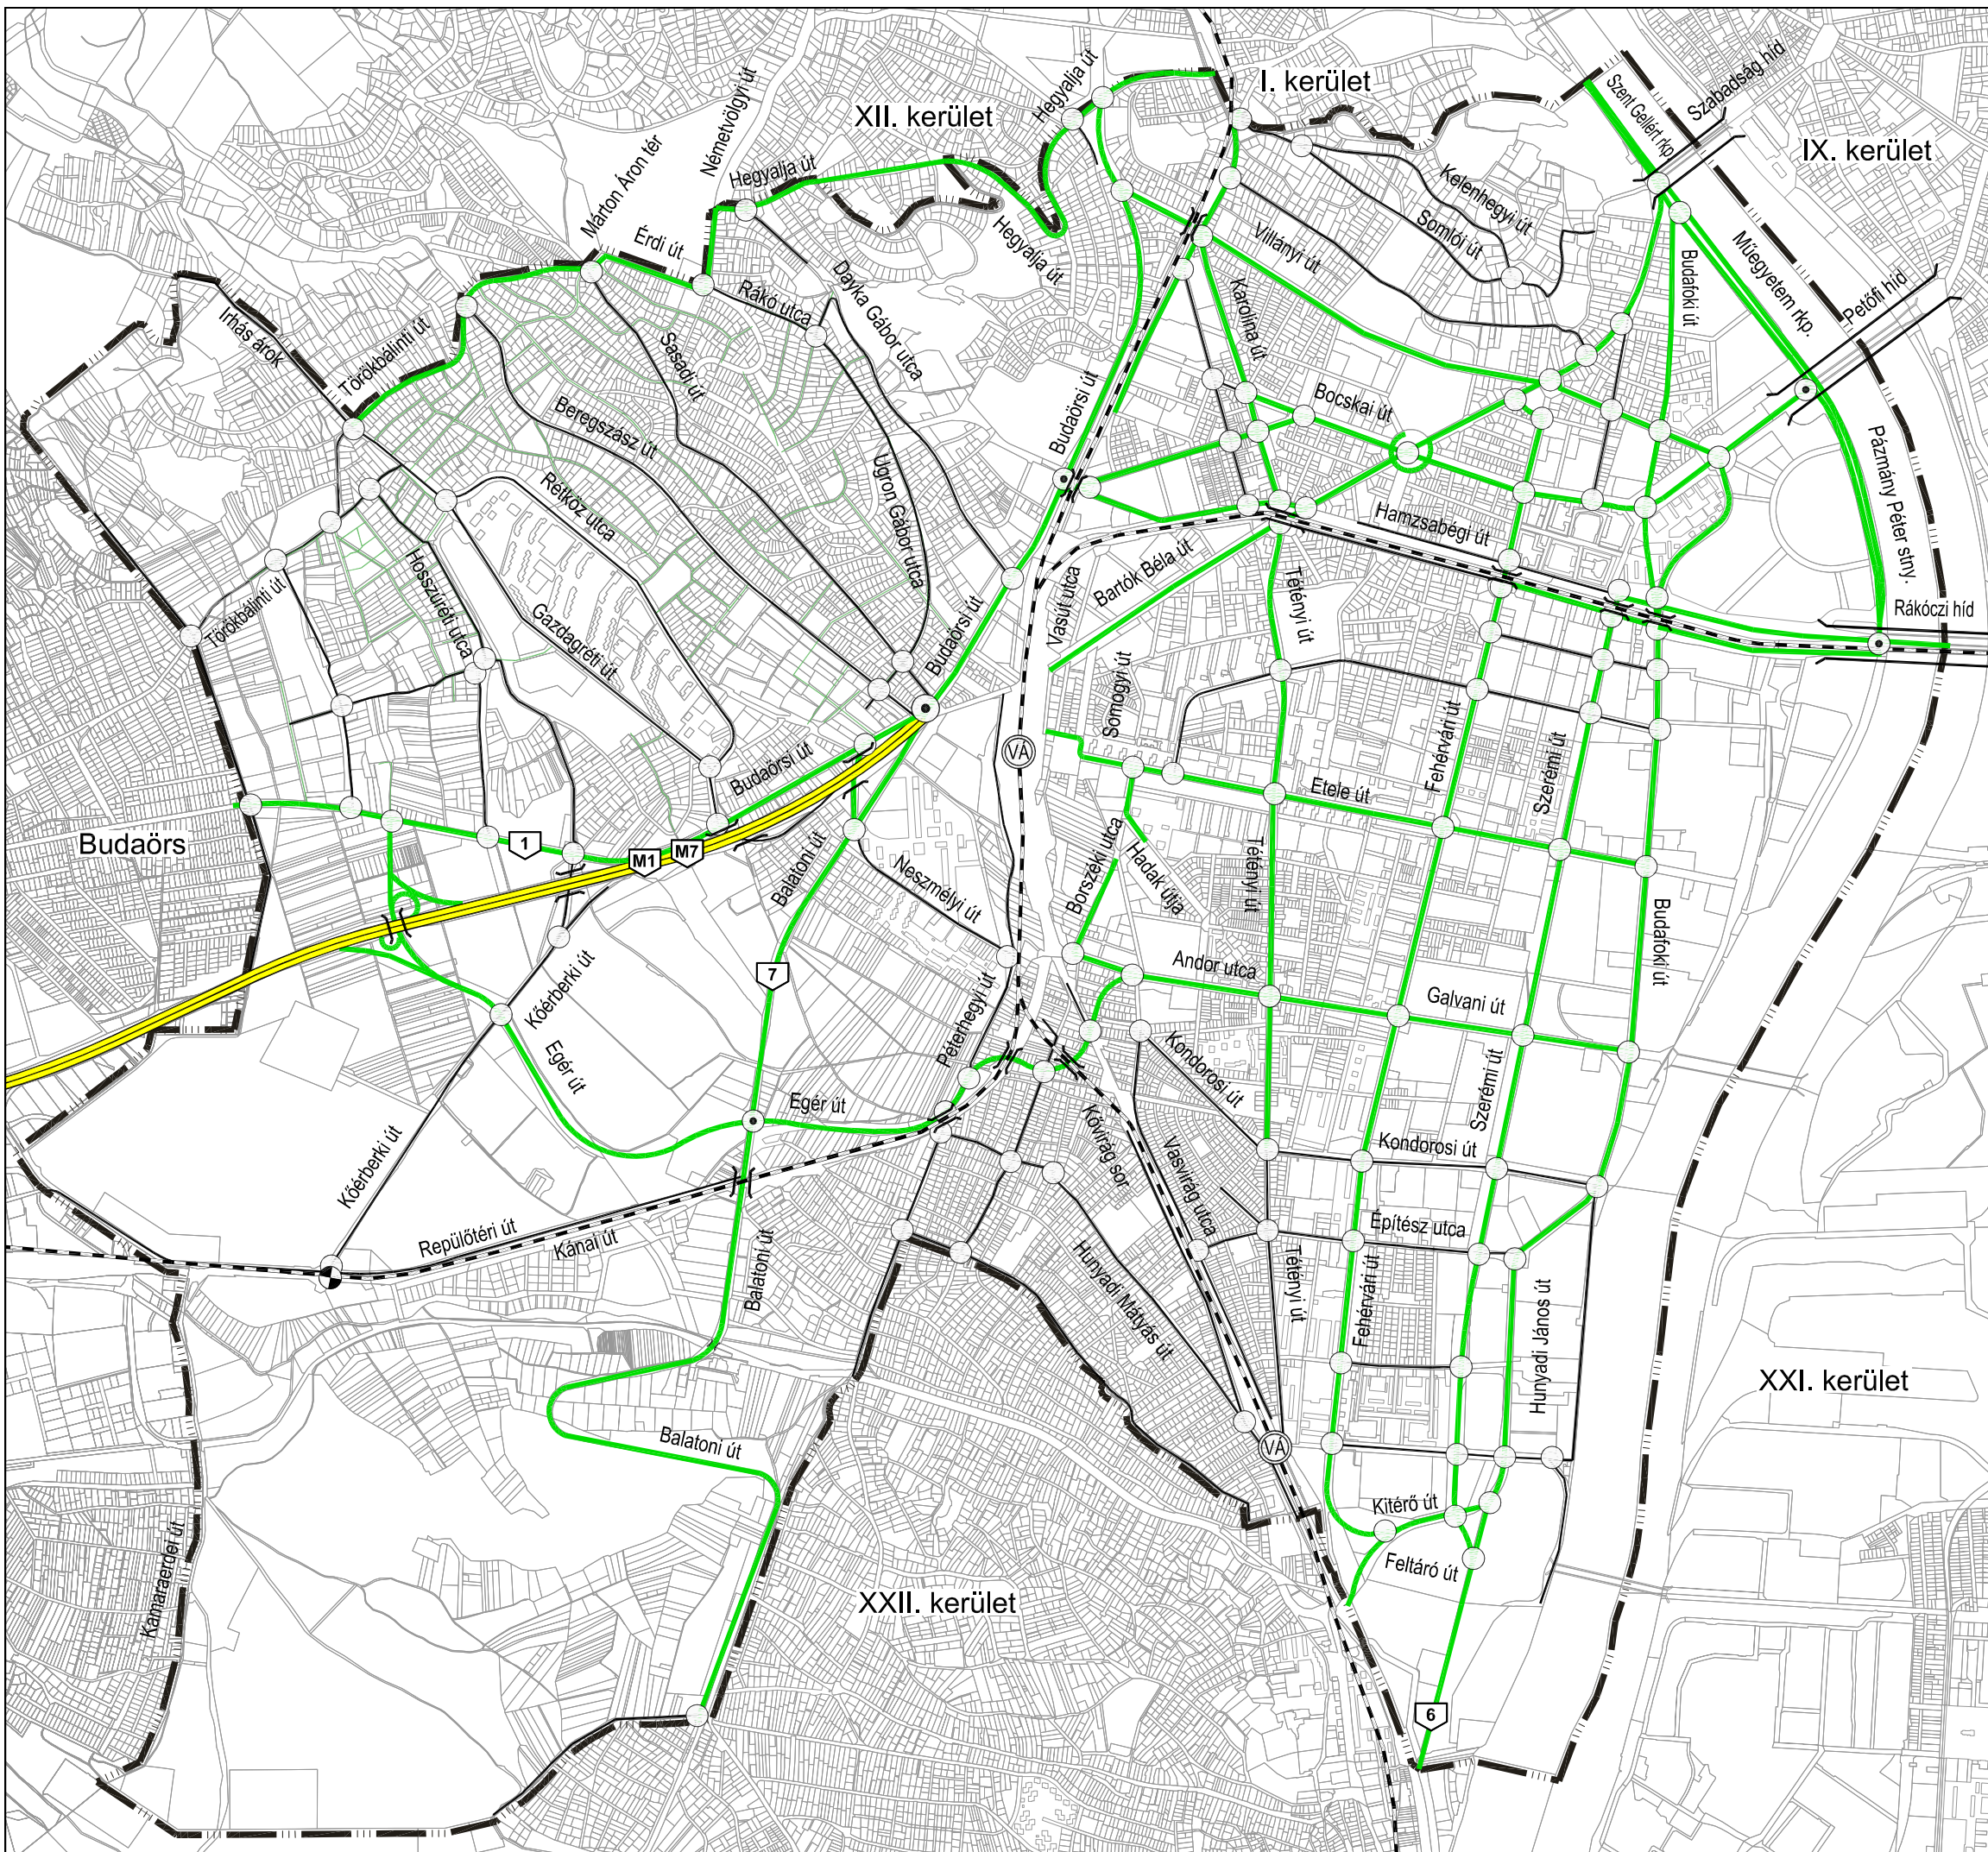 I. kerület
XII. kerület
IX. kerület
Hegyalja út
Németvölgyi út
Szent Gellért rkp.
Szabadság híd
Hegyalja út
Márton Áron tér
Érdi út
Hegyalja út
Kelenhegyi út
Somlói út
Villányi út
Budafoki út
Műegyetem rkp.
Petőfi híd
Irhás árok
Törökbálinti út
Rákó utca
Dayka Gábor utca
Sasadi út
Karolina út
Beregszász út
Budaörsi út
Bocskai út
Ugron Gábor utca
Rétköz utca
Pázmány Péter stny.
Hamzsabégi út
Hosszúréti utca
Törökbálinti út
Gazdagréti út
Bartók Béla út
Vasút utca
Tétényi út
Rákóczi híd
Budaörsi út
Somogyi út
Fehérvári út
Szerémi út
VÁ
Budaörsi út
Etele út
Budaörs
1
M1
M7
Balatoni út
Neszmélyi út
Borszéki utca
Hadak útja
Tétényi út
Budafoki út
7
Andor utca
Galvani út
Kőérberki út
Egér út
Péterhegyi út
Kondorosi út
Szerémi út
Egér út
Kővirág sor
Vasvirág utca
Kondorosi út
Kőérberki út
Repülőtéri út
Kánai út
Balatoni út
Építész utca
Hunyadi Mátyás út
Tétényi út
Fehérvári út
Hunyadi János út
XXI. kerület
Balatoni út
VÁ
Kitérő út
Feltáró út
Kamaraerdei út
XXII. kerület
6